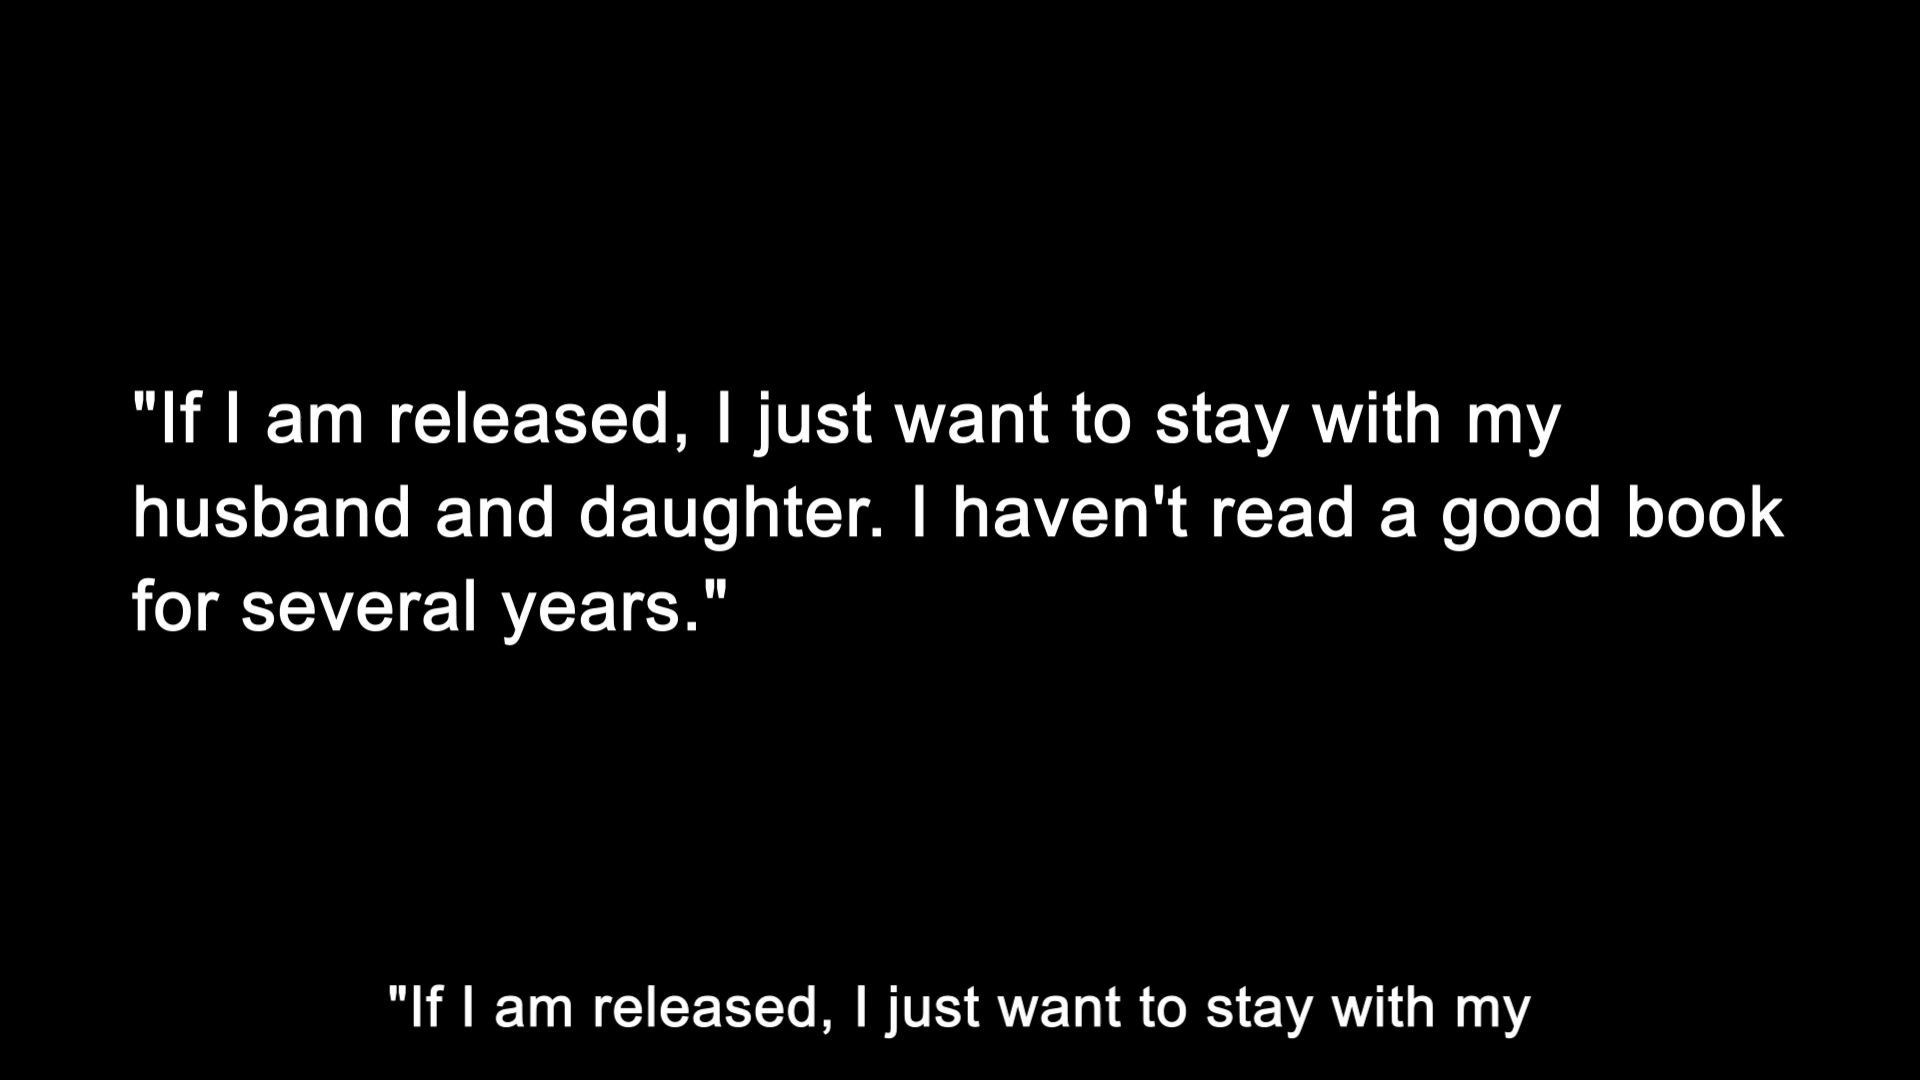 "If I am released, I just want to stay with my
husband and daughter. I haven't read a good book
for several years."
"If I am released, I just want to stay with my